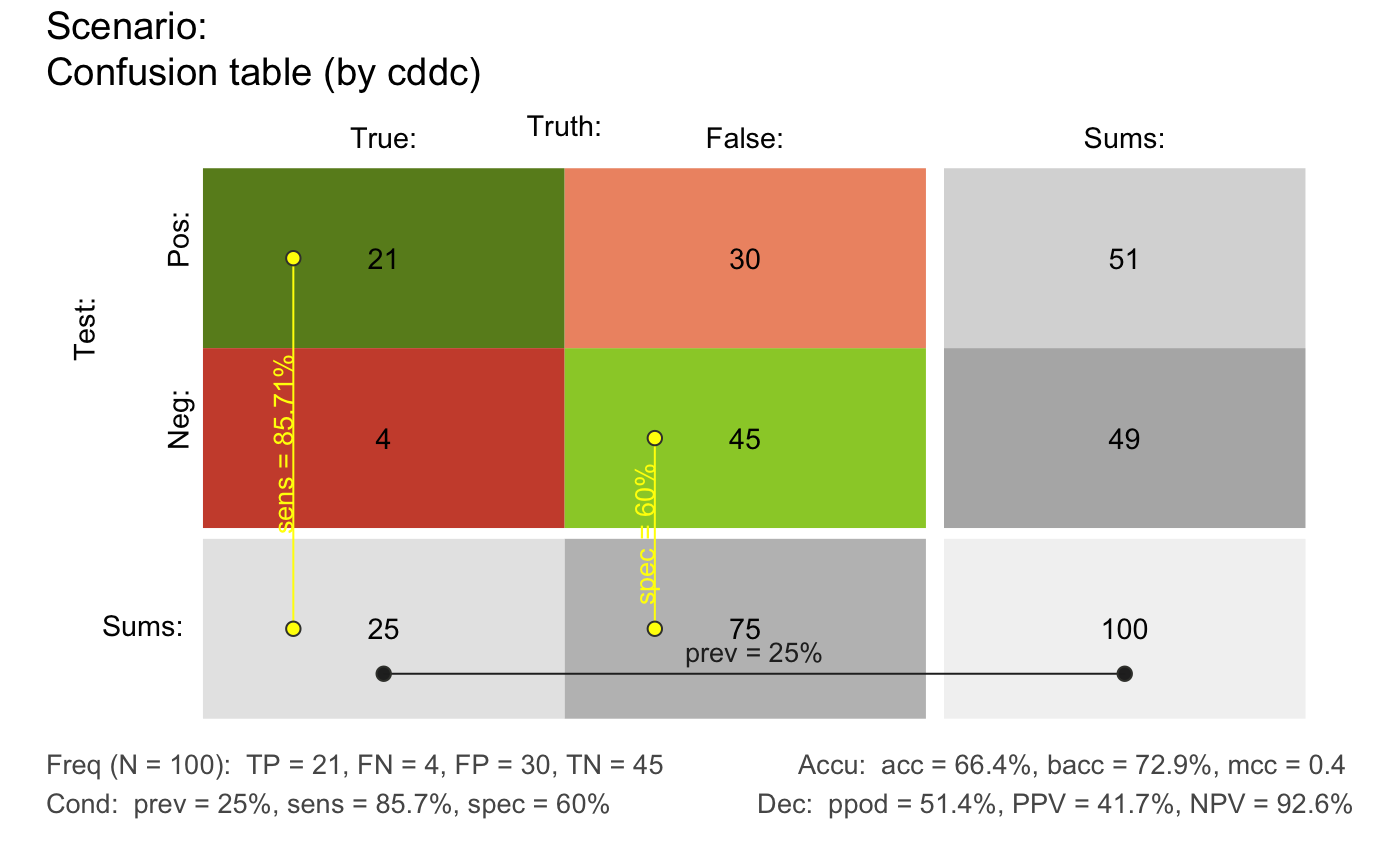 Scenario:
Confusion table (by cddc)
Truth:
True:
False:
Sums:
Test:
Pos:
21
30
51
Neg:
4
45
49
sens = 85.71%
spec = 60%
Sums:
25
75
100
prev = 25%
Freq (N = 100):  TP = 21, FN = 4, FP = 30, TN = 45
Accu:  acc = 66.4%, bacc = 72.9%, mcc = 0.4
Cond:  prev = 25%, sens = 85.7%, spec = 60%
Dec:  ppod = 51.4%, PPV = 41.7%, NPV = 92.6%